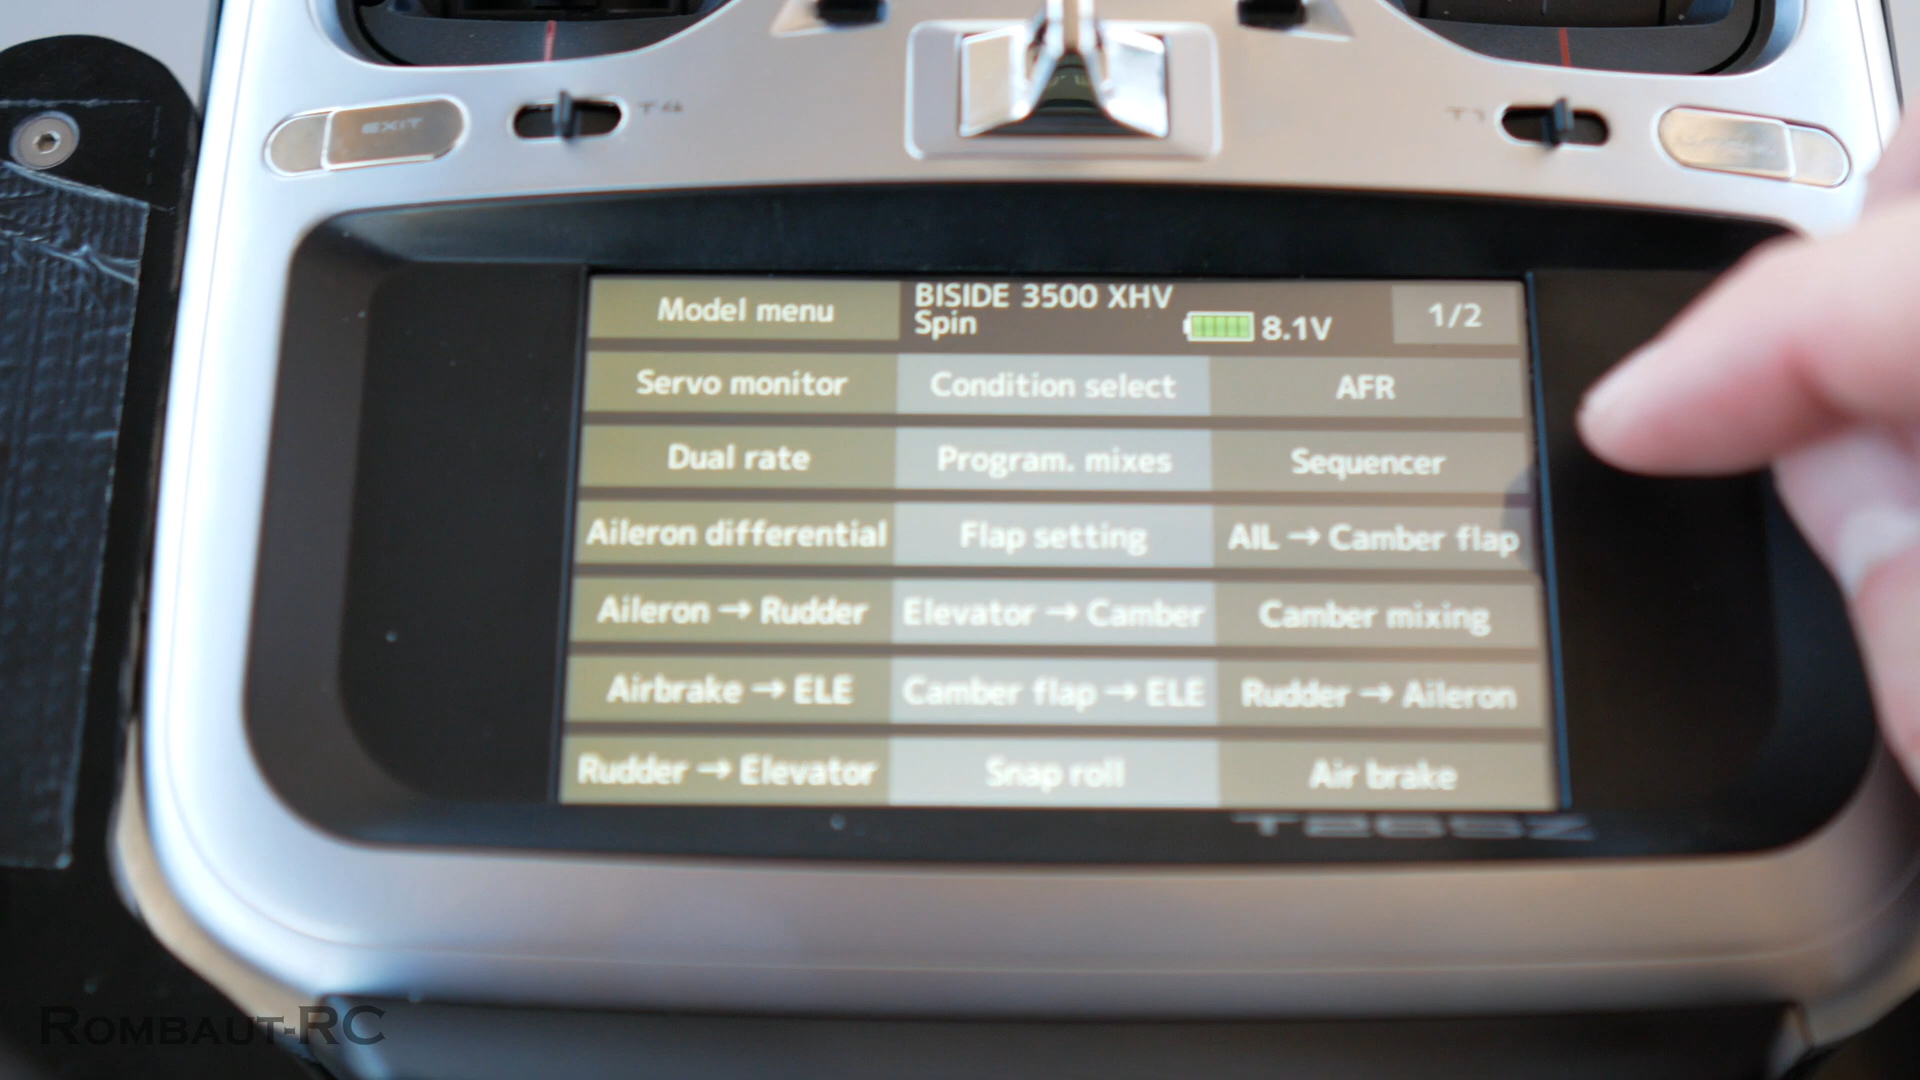 EXIT
T4
T1
Model menu
BISIDE 3500 XHV
Spin
8.1V
1/2
Servo monitor
Condition select
AFR
Dual rate
Program. mixes
Sequencer
Aileron differential
Flap setting
AIL → Camber flap
Aileron → Rudder
Elevator → Camber
Camber mixing
Airbrake → ELE
Camber flap → ELE
Rudder → Aileron
Rudder → Elevator
Snap roll
Air brake
ROMBAUT-RC